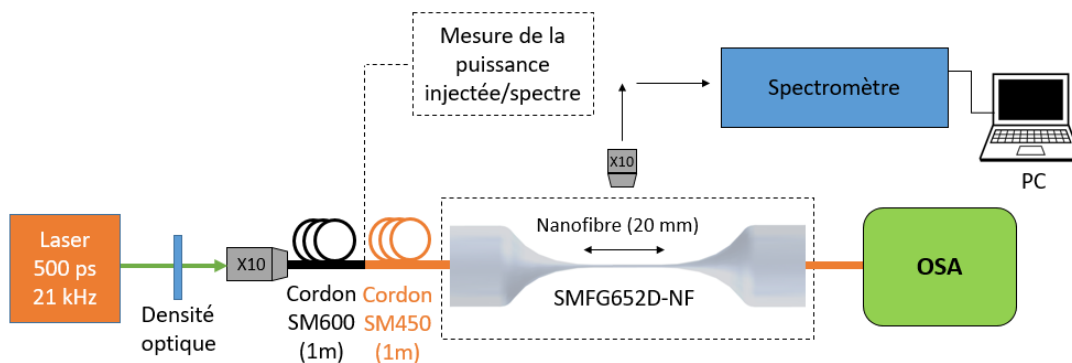 Mesure de la
puissance
injectée/spectre
Spectromètre
X10
PC
Laser
500 ps
21 kHz
Densité
optique
X10
Cordon
SM600
(1m)
Cordon
SM450
(1m)
Nanofibre (20 mm)
SMFG652D-NF
OSA